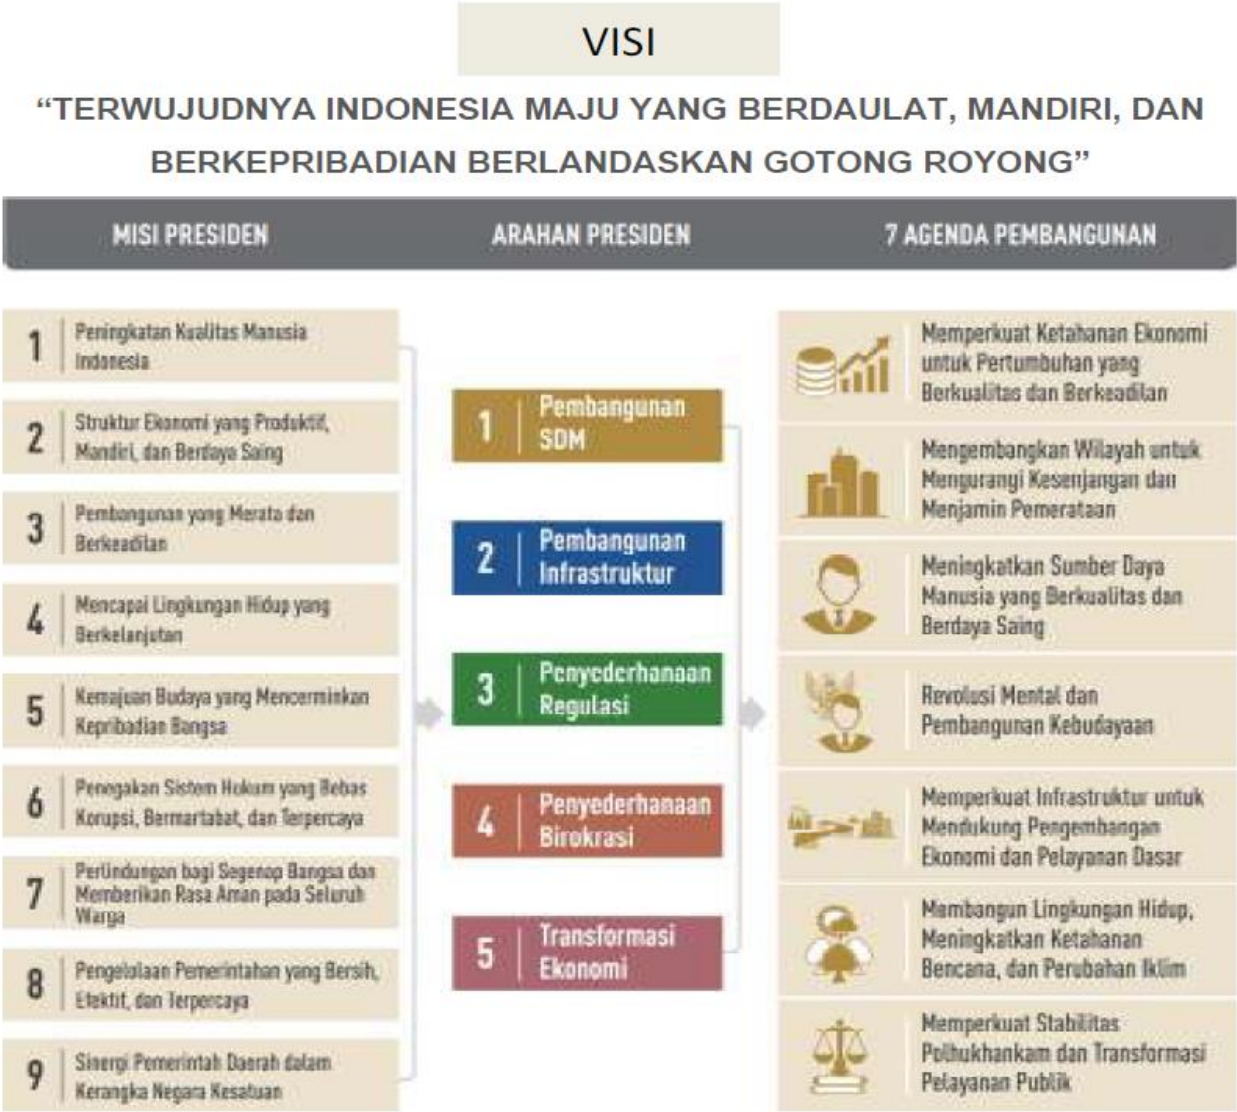 VISI
“TERWUJUDNYA INDONESIA MAJU YANG BERDAULAT, MANDIRI, DAN
BERKEPRIBADIAN BERLANDASKAN GOTONG ROYONG”
MISI PRESIDEN
ARAHAN PRESIDEN
7 AGENDA PEMBANGUNAN
1
Peningkatan Kualitas Manusia
Indonesia
2
Struktur Ekonomi yang Produktif,
Mandiri, dan Berdaya Saing
3
Pembangunan yang Merata dan
Berkeadilan
4
Mencapai Lingkungan Hidup yang
Berkelanjutan
5
Kemajuan Budaya yang Mencerminkan
Kepribadian Bangsa
6
Penegakan Sistem Hukum yang Bebas
Korupsi, Bermartabat, dan Terpercaya
7
Perlindungan bagi Segenap Bangsa dan
Memberikan Rasa Aman pada Seluruh
Warga
8
Pengelolaan Pemerintahan yang Bersih,
Efektif, dan Terpercaya
9
Sinergi Pemerintah Daerah dalam
Kerangka Negara Kesatuan
1
Pembangunan
SDM
2
Pembangunan
Infrastruktur
3
Penyederhanaan
Regulasi
4
Penyederhanaan
Birokrasi
5
Transformasi
Ekonomi
Memperkuat Ketahanan Ekonomi
untuk Pertumbuhan yang
Berkualitas dan Berkeadilan
Mengembangkan Wilayah untuk
Mengurangi Kesenjangan dan
Menjamin Pemerataan
Meningkatkan Sumber Daya
Manusia yang Berkualitas dan
Berdaya Saing
Revolusi Mental dan
Pembangunan Kebudayaan
Memperkuat Infrastruktur untuk
Mendukung Pengembangan
Ekonomi dan Pelayanan Dasar
Membangun Lingkungan Hidup,
Meningkatkan Ketahanan
Bencana, dan Perubahan Iklim
Memperkuat Stabilitas
Polhukhankam dan Transformasi
Pelayanan Publik